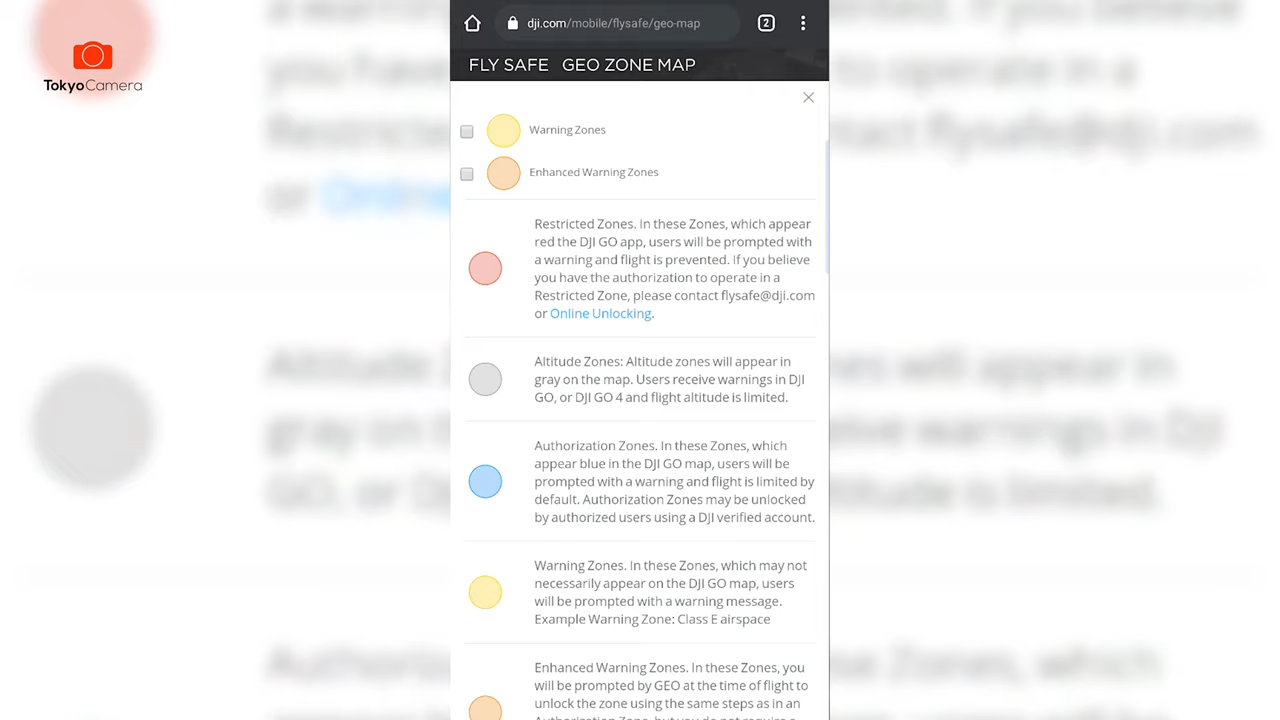 TokyoCamera
dji.com/mobile/flysafe/geo-map
2
FLY SAFE GEO ZONE MAP
Warning Zones
Enhanced Warning Zones
Restricted Zones. In these Zones, which appear
red the DJI GO app, users will be prompted with
a warning and flight is prevented. If you believe
you have the authorization to operate in a
Restricted Zone, please contact flysafe@dji.com
or Online Unlocking.
Altitude Zones: Altitude zones will appear in
gray on the map. Users receive warnings in DJI
GO, or DJI GO 4 and flight altitude is limited.
Authorization Zones. In these Zones, which
appear blue in the DJI GO map, users will be
prompted with a warning and flight is limited by
default. Authorization Zones may be unlocked
by authorized users using a DJI verified account.
Warning Zones. In these Zones, which may not
necessarily appear on the DJI GO map, users
will be prompted with a warning message.
Example Warning Zone: Class E airspace
Enhanced Warning Zones. In these Zones, you
will be prompted by GEO at the time of flight to
unlock the zone using the same steps as in an
Authorization Zone, but you do not require a